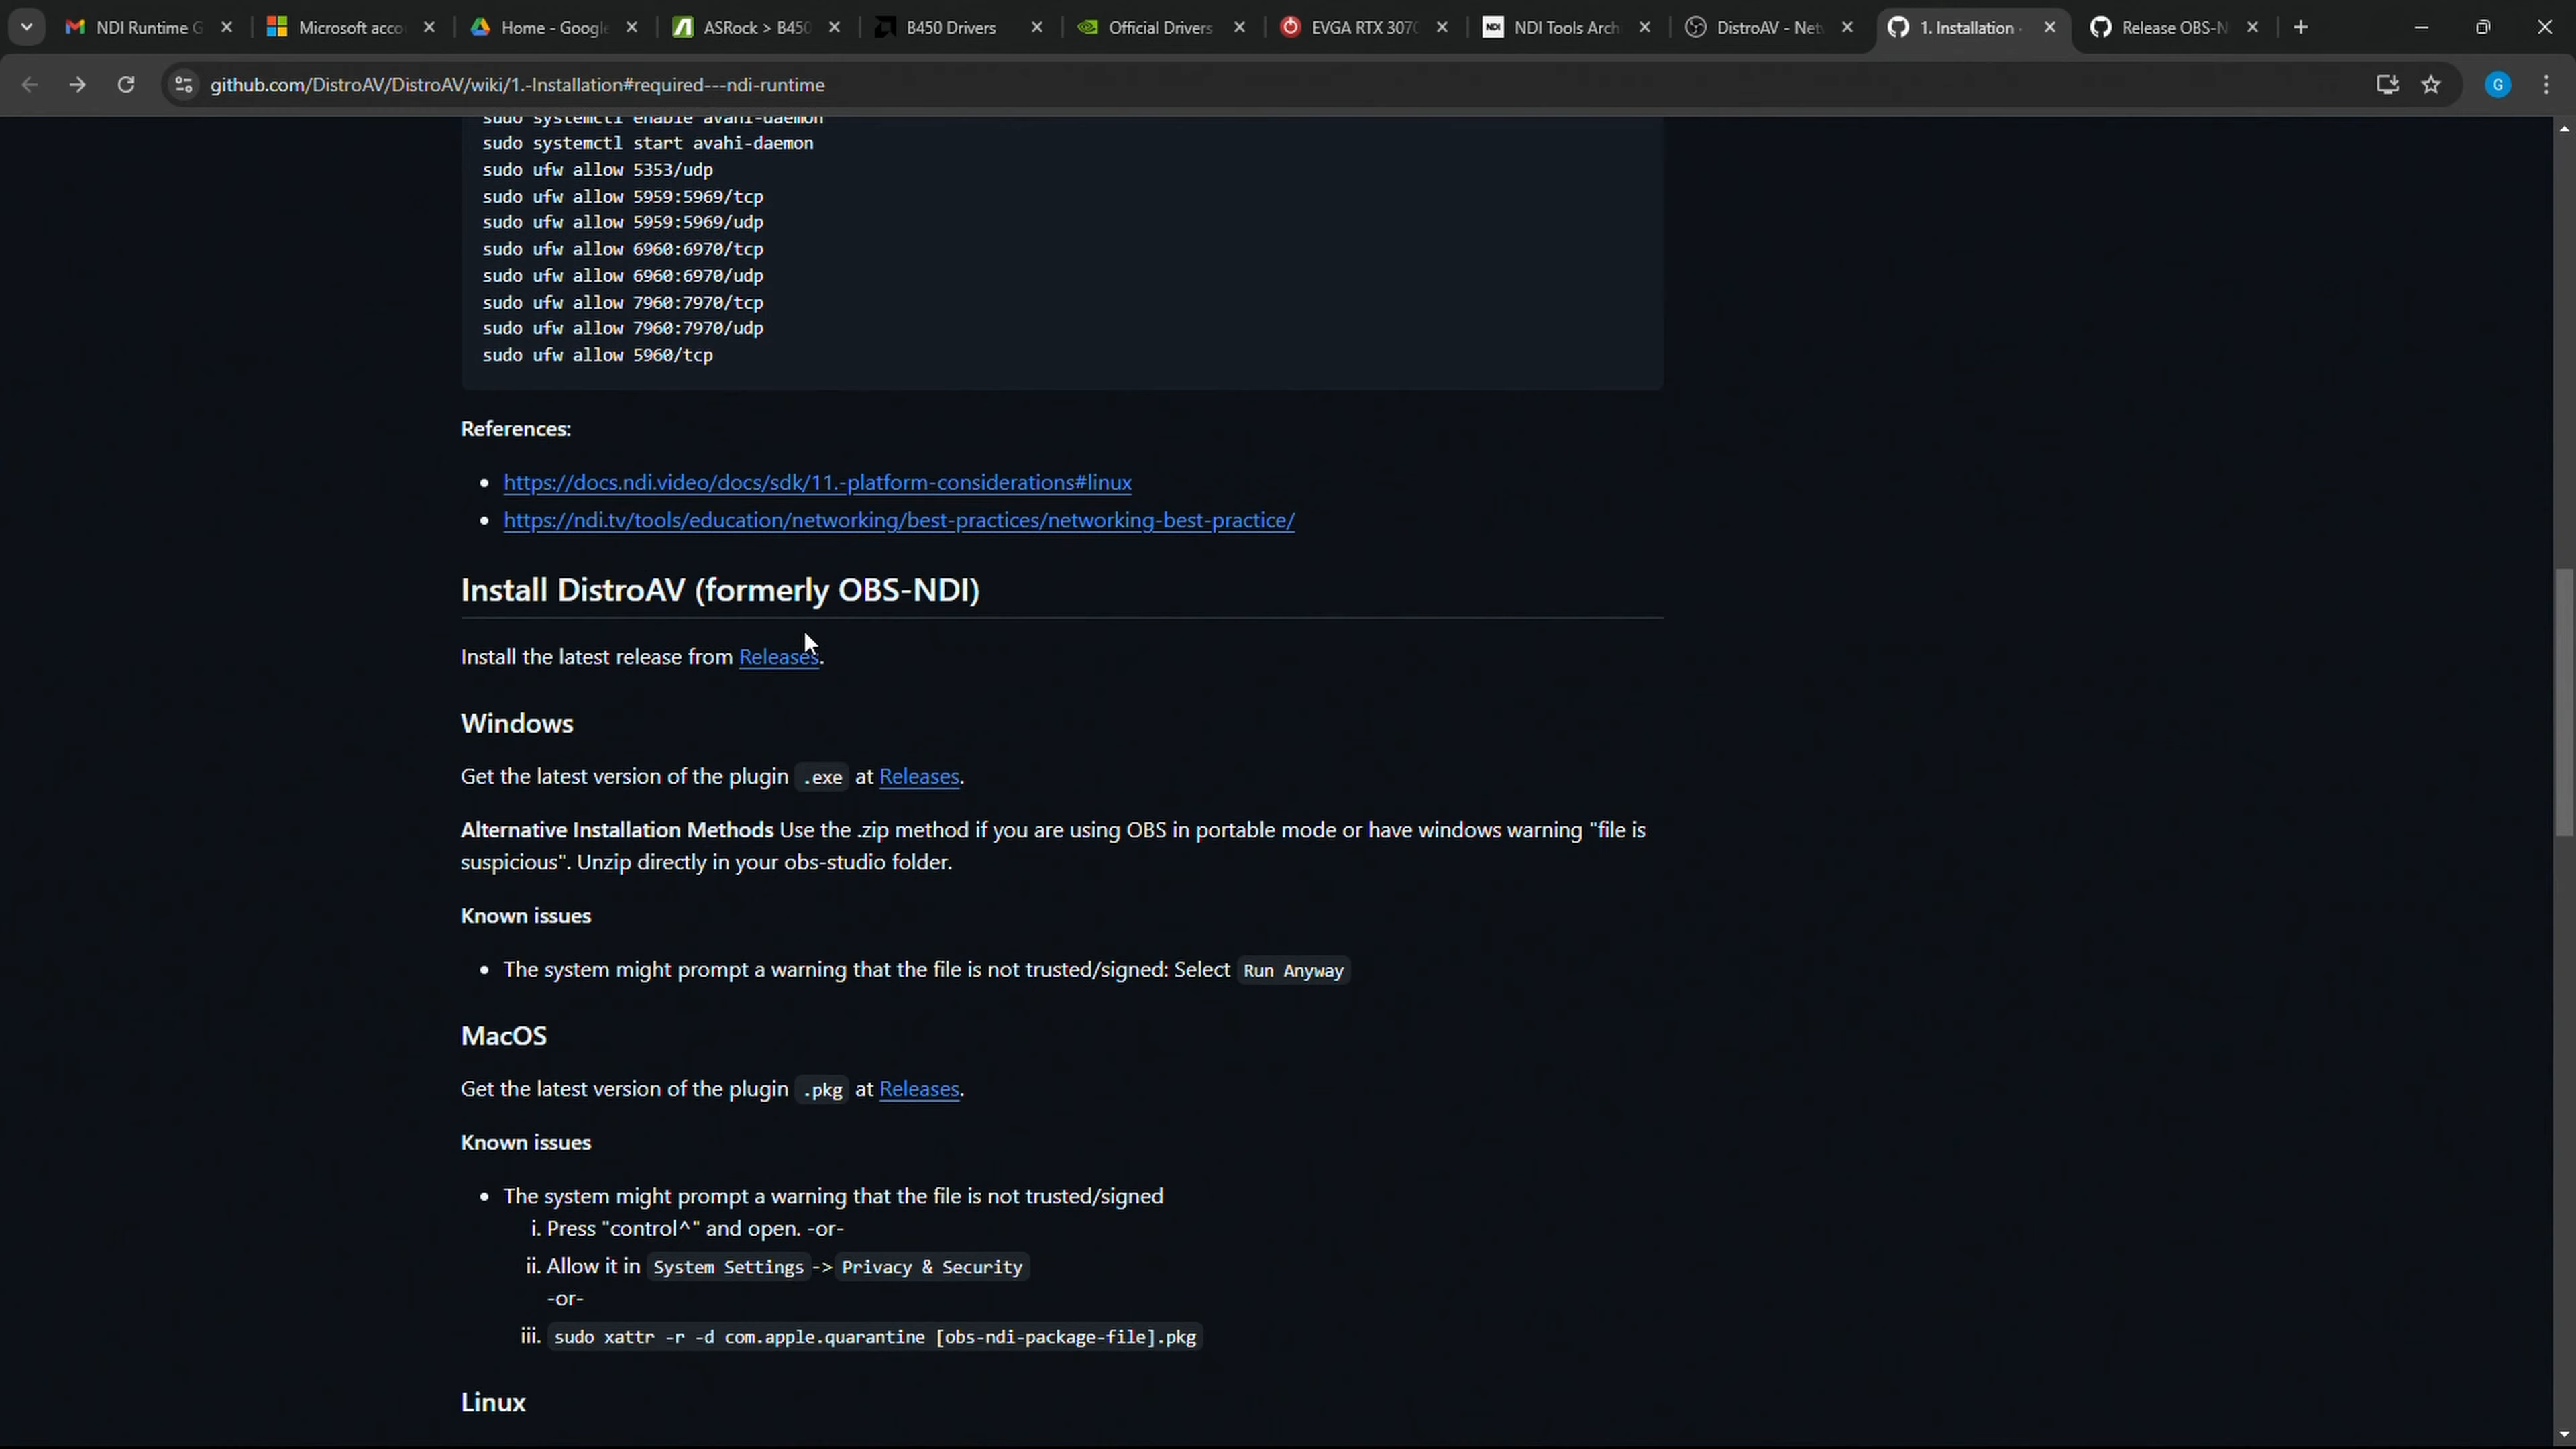 NDI Runtime G
Microsoft acco
Home - Google
ASRock > B450
B450 Drivers
Official Drivers
EVGA RTX 3070
NDI Tools Arch
DistroAV - Net
1. Installation ·
Release OBS-N
github.com/DistroAV/DistroAV/wiki/1.-Installation#required---ndi-runtime
G
sudo systemctl enable avahi-daemon
sudo systemctl start avahi-daemon
sudo ufw allow 5353/udp
sudo ufw allow 5959:5969/tcp
sudo ufw allow 5959:5969/udp
sudo ufw allow 6960:6970/tcp
sudo ufw allow 6960:6970/udp
sudo ufw allow 7960:7970/tcp
sudo ufw allow 7960:7970/udp
sudo ufw allow 5960/tcp
References:
• https://docs.ndi.video/docs/sdk/11.-platform-considerations#linux
• https://ndi.tv/tools/education/networking/best-practices/networking-best-practice/
Install DistroAV (formerly OBS-NDI)
Install the latest release from Releases.
Windows
Get the latest version of the plugin .exe at Releases.
Alternative Installation Methods Use the .zip method if you are using OBS in portable mode or have windows warning "file is
suspicious". Unzip directly in your obs-studio folder.
Known issues
• The system might prompt a warning that the file is not trusted/signed: Select Run Anyway
MacOS
Get the latest version of the plugin .pkg at Releases.
Known issues
• The system might prompt a warning that the file is not trusted/signed
i. Press "control^" and open. -or-
ii. Allow it in System Settings -> Privacy & Security
-or-
iii. sudo xattr -r -d com.apple.quarantine [obs-ndi-package-file].pkg
Linux